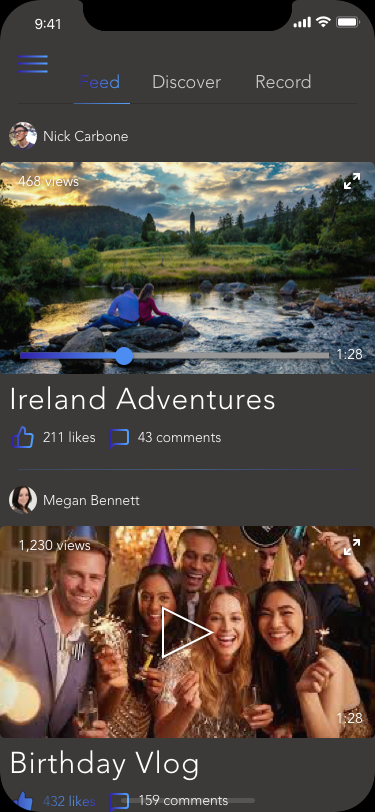 9:41
Feed Discover Record
Nick Carbone
468 views
1:28
Ireland Adventures
211 likes 43 comments
Megan Bennett
1,230 views
1:28
Birthday Vlog
432 likes 159 comments